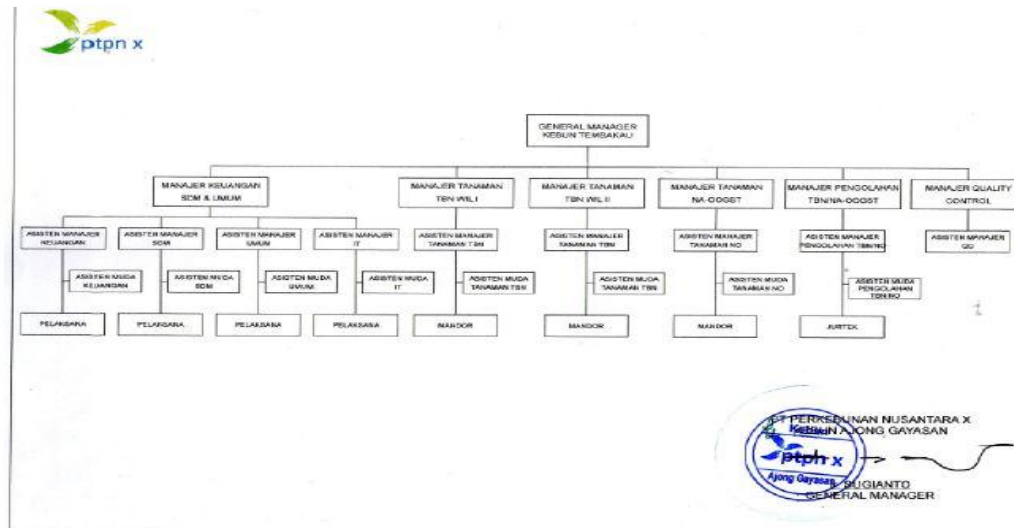 ptpn x
GENERAL MANAGER
KEBUN TEMBAKAU
MANAJER KEUANGAN
SDM & UMUM
MANAJER TANAMAN
TBN WIL I
MANAJER TANAMAN
TBN WIL II
MANAJER TANAMAN
NA-OOGST
MANAJER PENGOLAHAN
TBN/NA-OOGST
MANAJER QUALITY
CONTROL
ASISTEN MANAJER
KEUANGAN
ASISTEN MANAJER
SDM
ASISTEN MANAJER
UMUM
ASISTEN MANAJER
IT
ASISTEN MANAJER
TANAMAN TBN
ASISTEN MANAJER
TANAMAN TBN
ASISTEN MANAJER
TANAMAN NO
ASISTEN MANAJER
PENGOLAHAN TBN/NO
ASISTEN MANAJER
QC
ASISTEN MUDA
KEUANGAN
ASISTEN MUDA
SDM
ASISTEN MUDA
UMUM
ASISTEN MUDA
IT
ASISTEN MUDA
TANAMAN TBN
ASISTEN MUDA
TANAMAN TBN
ASISTEN MUDA
TANAMAN NO
ASISTEN MUDA
PENGOLAHAN
TBN/NO
PELAKSANA
PELAKSANA
PELAKSANA
PELAKSANA
MANDOR
MANDOR
MANDOR
JURTEK
PT PERKEBUNAN NUSANTARA X
KEBUN AJONG GAYASAN
Kebun
ptpn x
Ajong Gayasan
SUGIANTO
GENERAL MANAGER